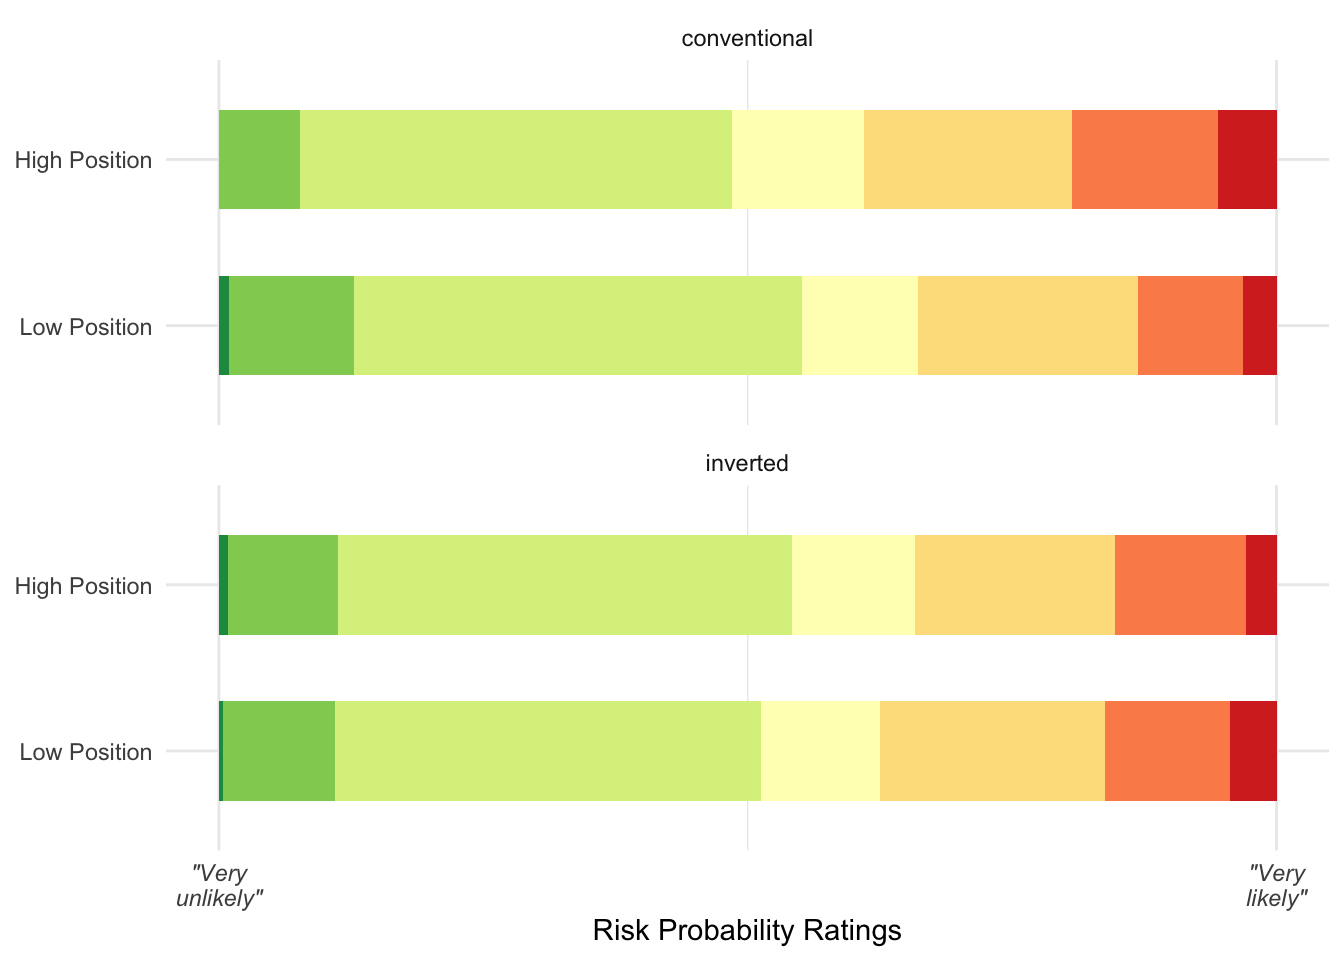 conventional
High Position
Low Position
inverted
High Position
Low Position
"Very
unlikely"
"Very
likely"
Risk Probability Ratings